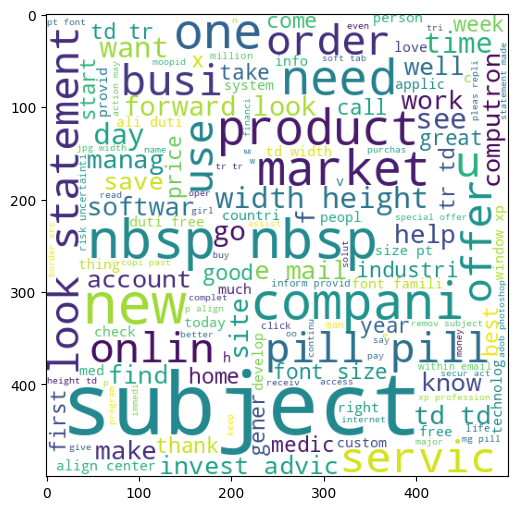 0
pt font
td tr
one
order
come
person
tri
even
week
n
moopid
million
love
want
x
info
time
c
busi
need
soft tab
well
pleas repli
statement made
start
provid
action may
take
system
applic
forward look
call
work
see
100
ali duti
financi
day
use
product
great
computron
look statement
jpg width
name
manag
price
tr tr
g
w
td width
market
purchas
u
tr td
risk uncertainti
save
oper
v
200
read
girl
width height
offer
softwar
countri
f
peopl
special offer
duti free
go
assist
help
border src
nbsp
nbsp
window xp
thing
copi past
buy
solut
size pt
good
e mail
industri
adob photoshop
300
account
inform provid
font famili
new
complet
much
compani
best
p align
site
click
continu
man
year
remov subject
check
today
oo
say
onlin
better
h
pill
pill
money
technolog
med
pay
within email
secur act
find
home
develop
font size
receiv
access
know
xp profession
height td
program
immedi
400
subject
right
internet
td td
first
keep
life
give
make
thank
gener
medic
custom
major
mg pill
align center
invest advic
servic
0
100
200
300
400